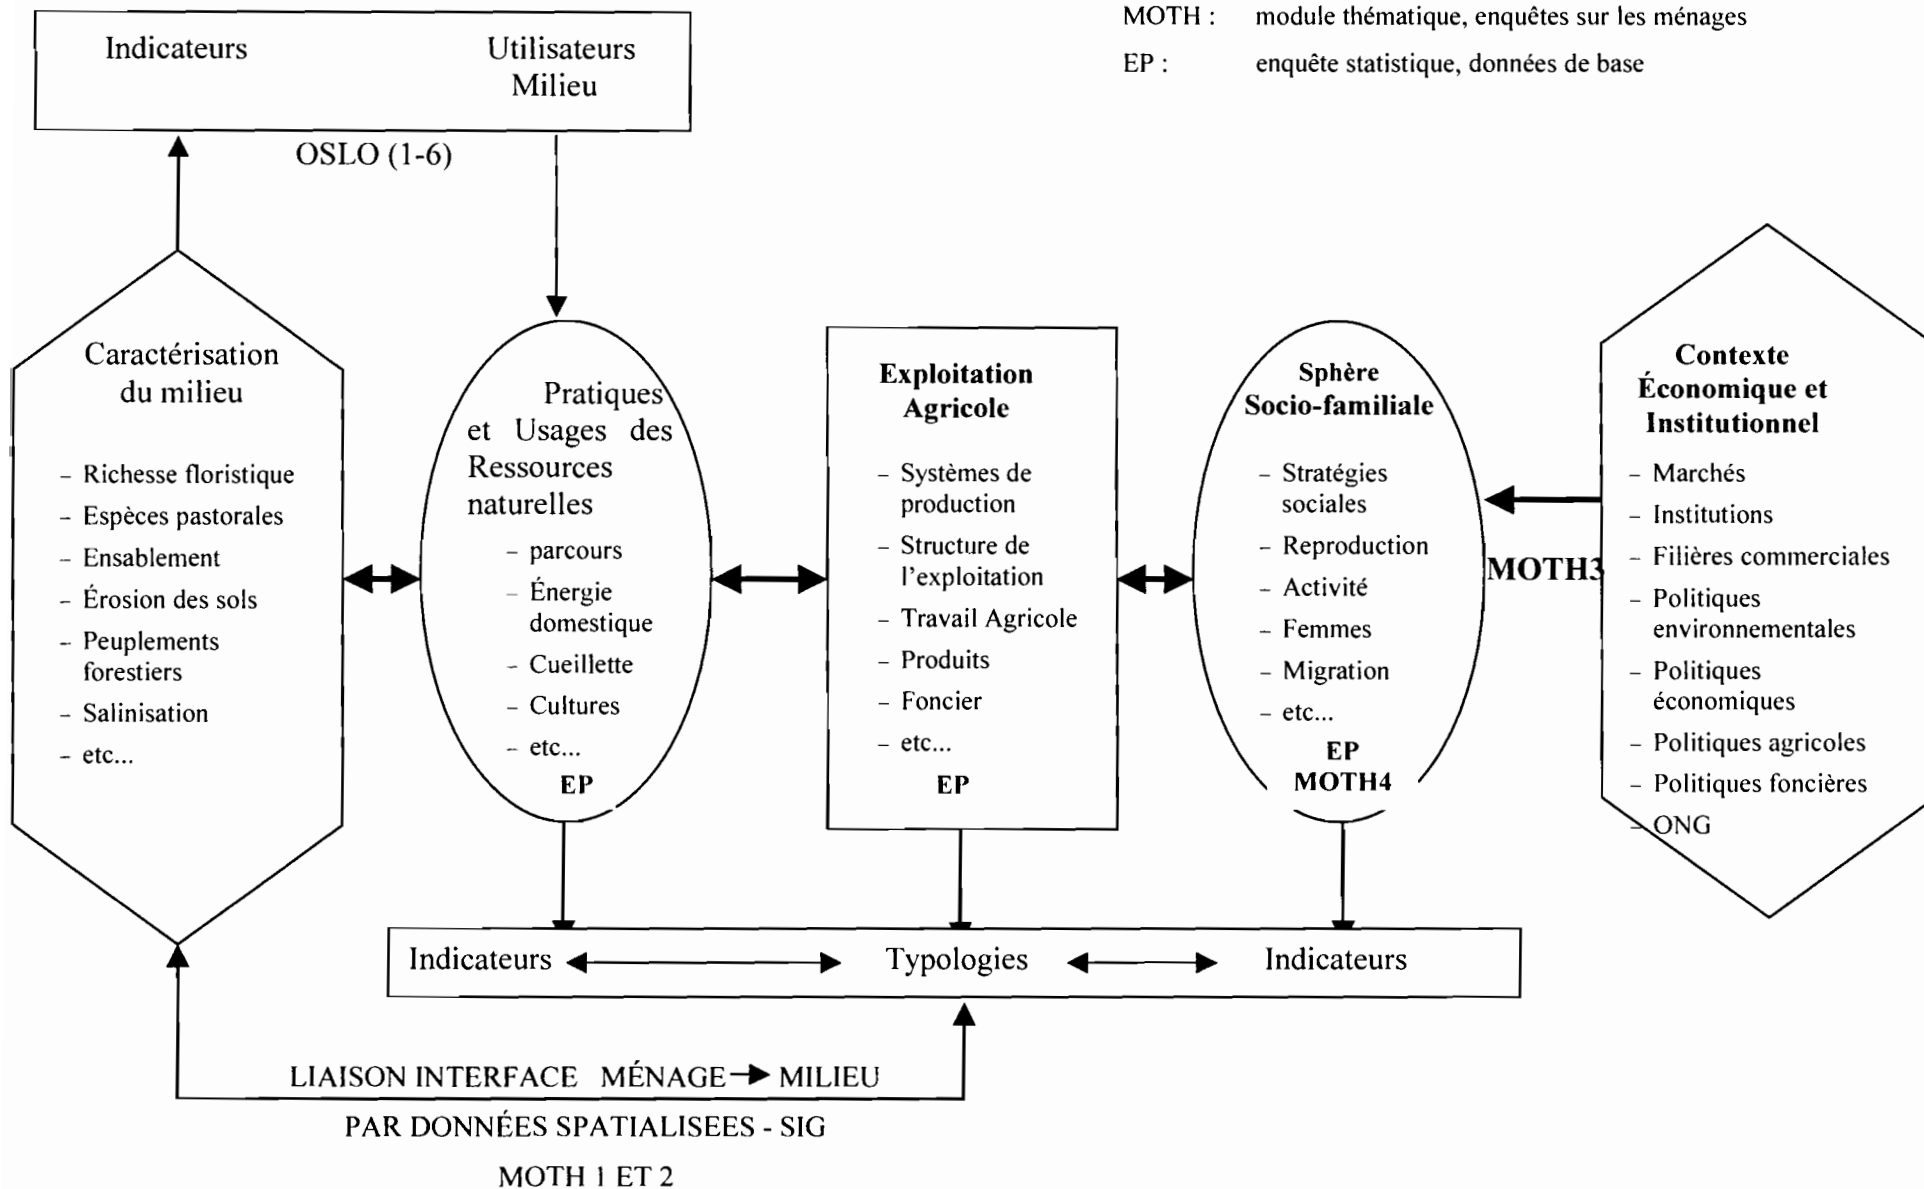 MOTH : module thématique, enquêtes sur les ménages
EP : enquête statistique, données de base
Indicateurs
Utilisateurs
Milieu
OSLO (1-6)
Caractérisation
du milieu
– Richesse floristique
– Espèces pastorales
– Ensablement
– Érosion des sols
– Peuplements
forestiers
– Salinisation
– etc...
Pratiques
et Usages des
Ressources
naturelles
– parcours
– Énergie
domestique
– Cueillette
– Cultures
– etc...
EP
Exploitation
Agricole
– Systèmes de
production
– Structure de
l'exploitation
– Travail Agricole
– Produits
– Foncier
– etc...
EP
Sphère
Socio-familiale
– Stratégies
sociales
– Reproduction
– Activité
– Femmes
– Migration
– etc...
EP
MOTH4
MOTH3
Contexte
Économique et
Institutionnel
– Marchés
– Institutions
– Filières commerciales
– Politiques
environnementales
– Politiques
économiques
– Politiques agricoles
– Politiques foncières
– ONG
Indicateurs
Typologies
Indicateurs
LIAISON INTERFACE MÉNAGE → MILIEU
PAR DONNÉES SPATIALISEES - SIG
MOTH 1 ET 2